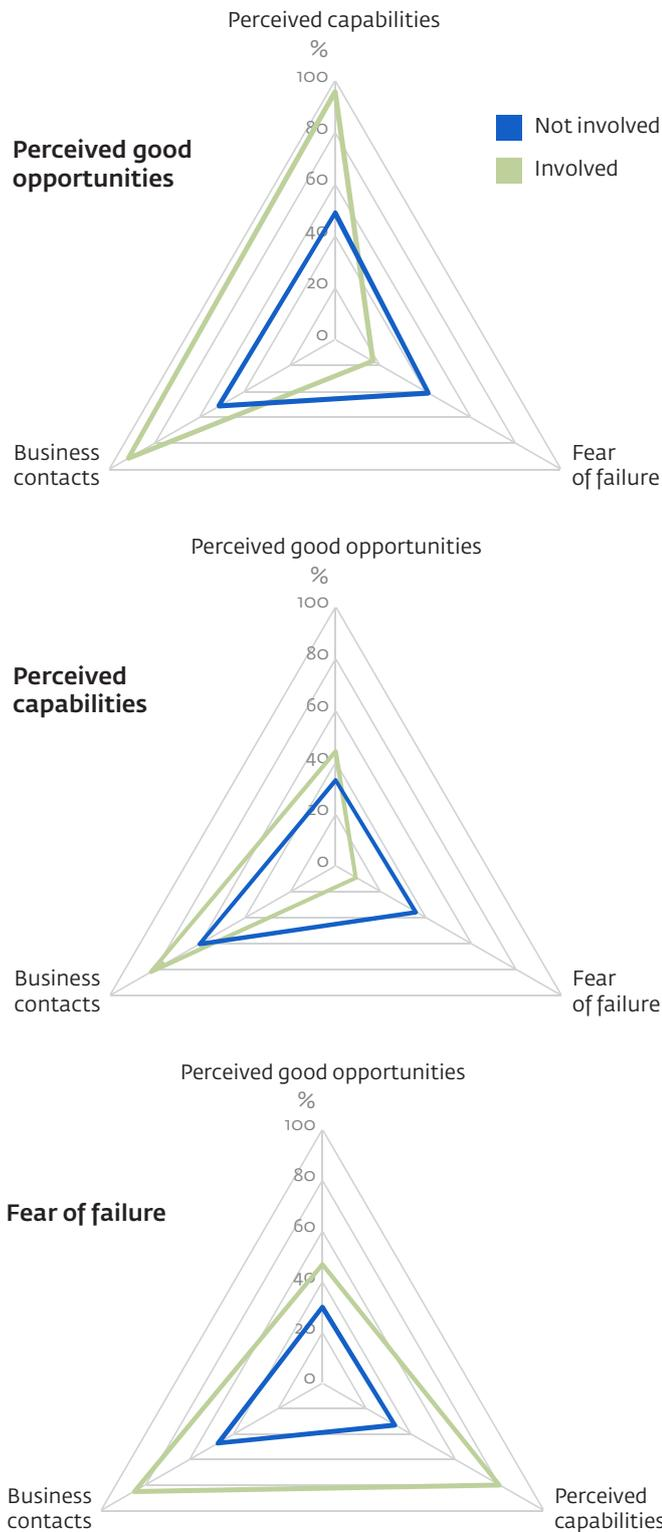 Perceived capabilities
%
100
80
60
40
20
0
Perceived good
opportunities
Not involved
Involved
Business
contacts
Fear
of failure
Perceived good opportunities
%
100
80
60
40
20
0
Perceived
capabilities
Business
contacts
Fear
of failure
Perceived good opportunities
%
100
80
60
40
20
0
Fear of failure
Business
contacts
Perceived
capabilities